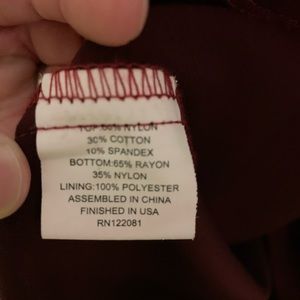 TOP:60% NYLON
30% COTTON
10% SPANDEX
BOTTOM:65% RAYON
35% NYLON
LINING:100% POLYESTER
ASSEMBLED IN CHINA
FINISHED IN USA
RN122081